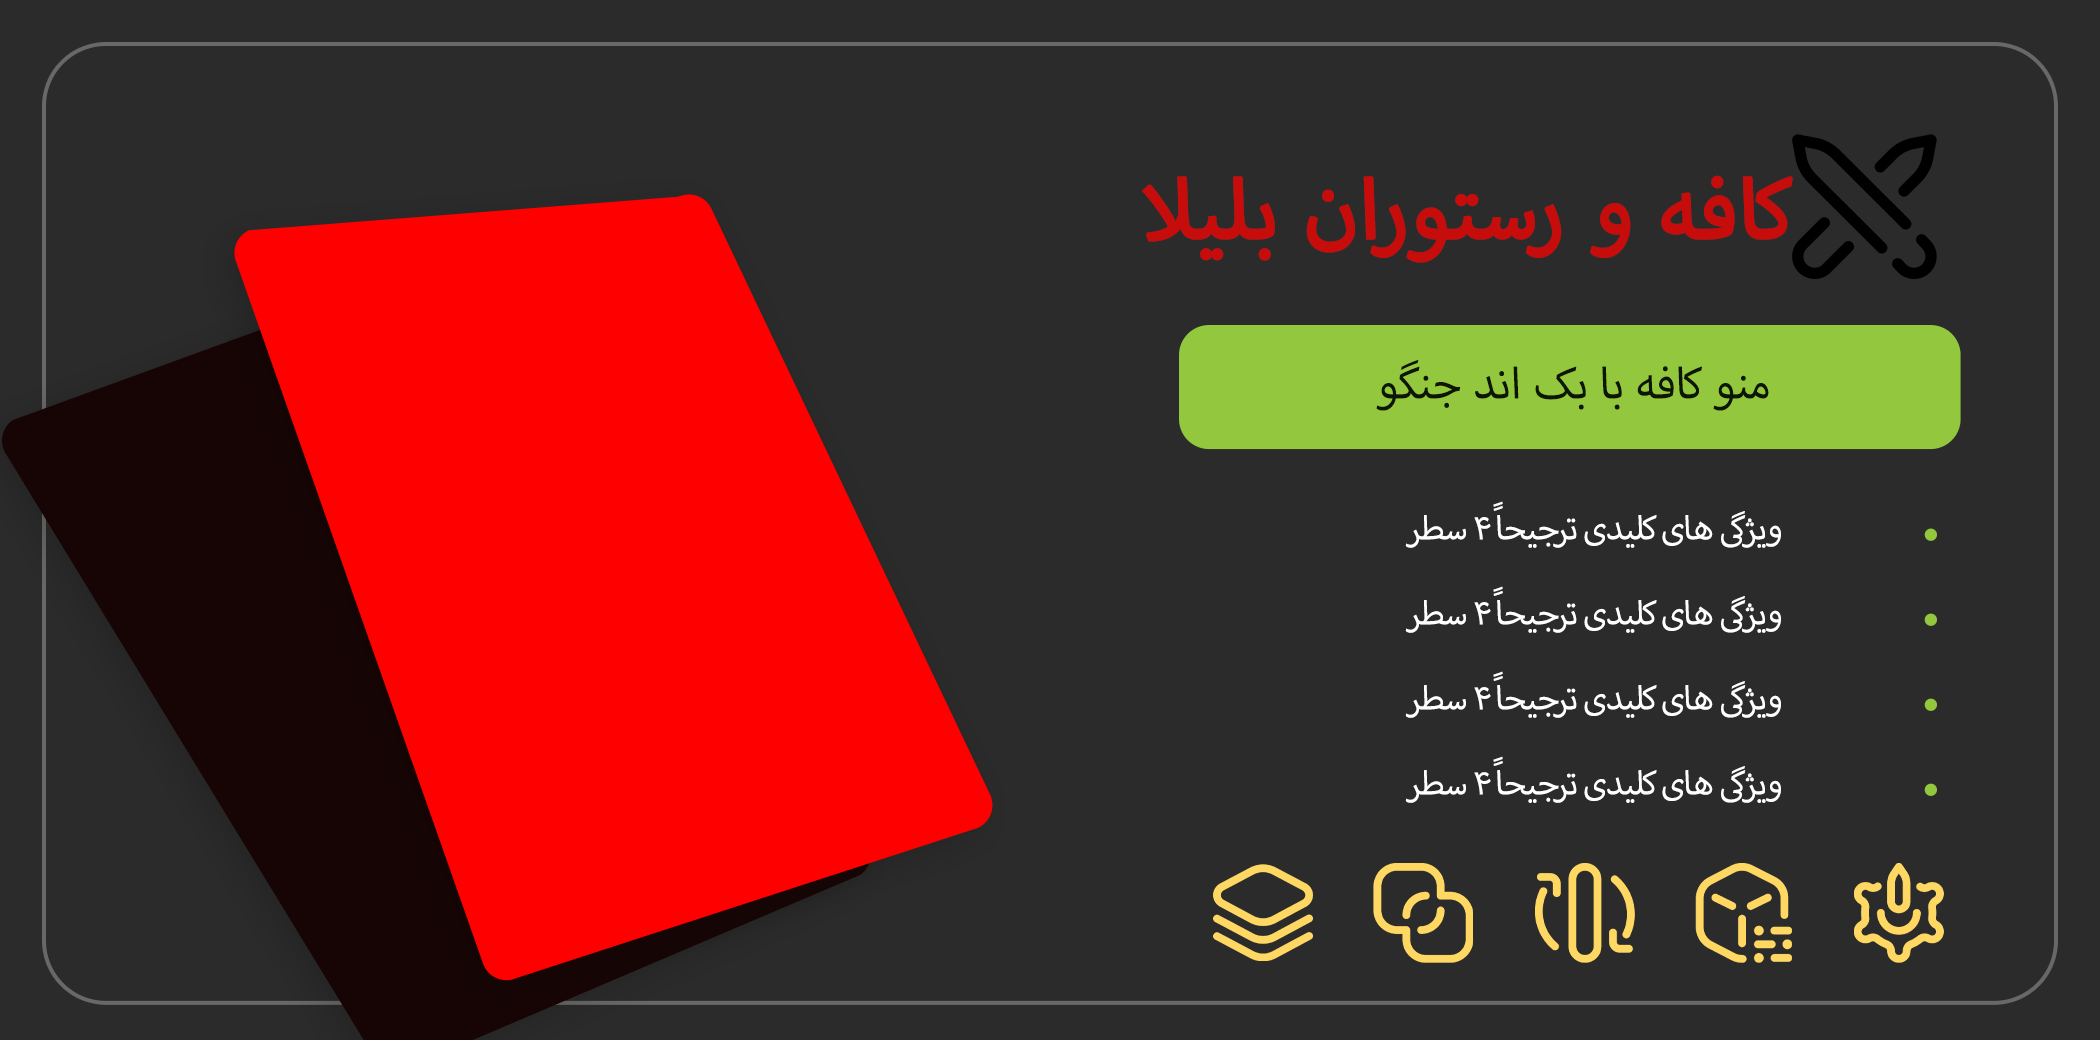 کافه و رستوران بلیلا
منو کافه با بک اند جنگو
ویژگی های کلیدی ترجیحاً ۴ سطر
ویژگی های کلیدی ترجیحاً ۴ سطر
ویژگی های کلیدی ترجیحاً ۴ سطر
ویژگی های کلیدی ترجیحاً ۴ سطر